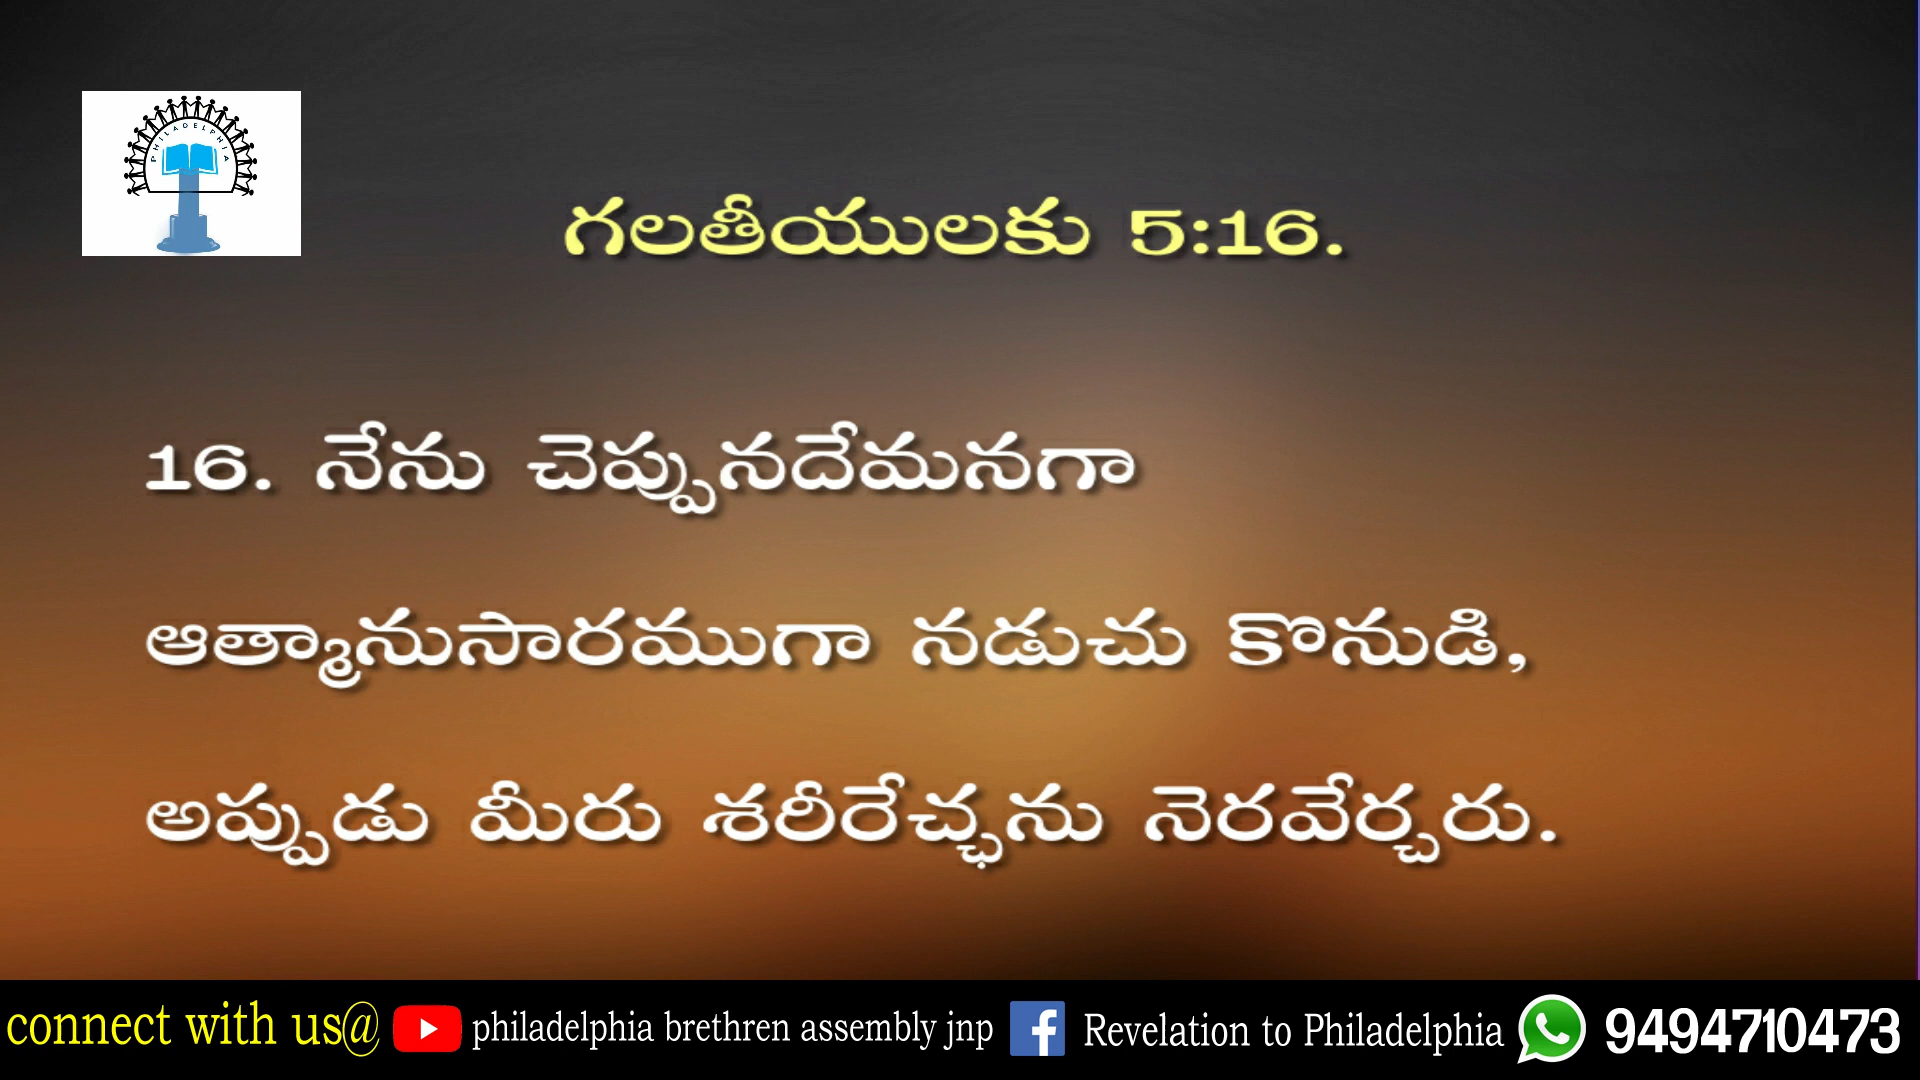 PHILADELPHIA
గలతీయులకు 5:16.
16. నేను చెప్పునదేమనగా
ఆత్మానుసారముగా నడుచు కొనుడి,
అప్పుడు మీరు శరీరేచ్ఛను నెరవేర్చరు.
connect with us@ philadelphia brethren assembly jnp Revelation to Philadelphia 9494710473